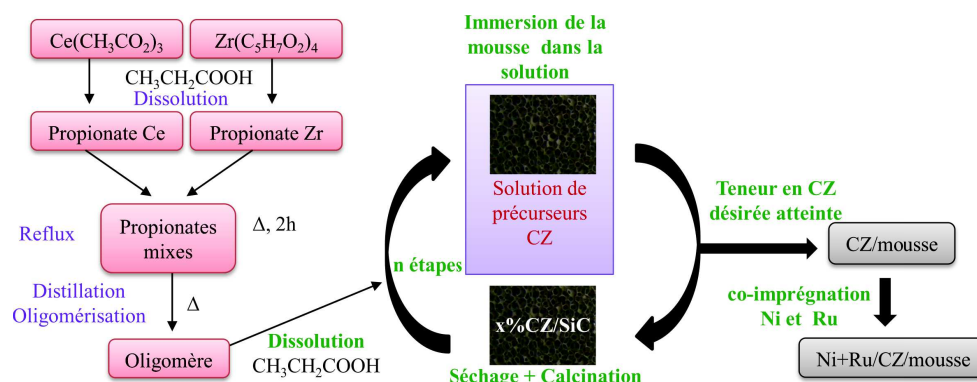 Ce(CH₃CO₂)₃
Zr(C₅H₇O₂)₄
CH₃CH₂COOH
Dissolution
Propionate Ce
Propionate Zr
Reflux
Propionates
mixes
Δ, 2h
Distillation
Oligomérisation
Δ
Oligomère
Dissolution
CH₃CH₂COOH
n étapes
Immersion de la
mousse dans la
solution
Solution de
précurseurs
CZ
x%CZ/SiC
Séchage + Calcination
Teneur en CZ
désirée atteinte
CZ/mousse
co-imprégnation
Ni et Ru
Ni+Ru/CZ/mousse